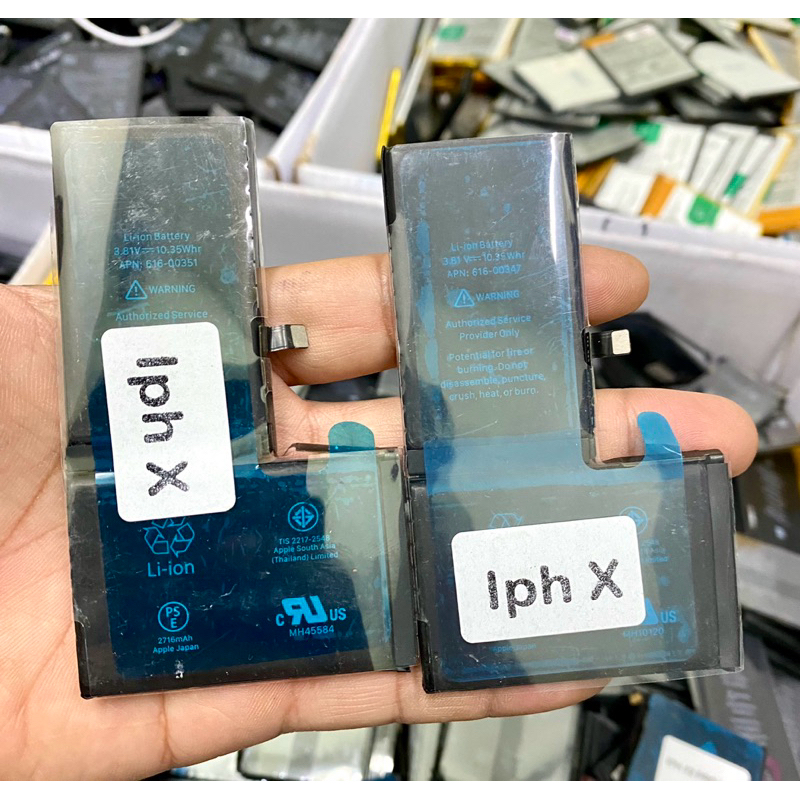 Li-ion Battery
3.81V⎓10.35Whr
APN: 616-00351
WARNING
Authorized Service
Iph X
Li-ion
TIS 2217-2548
Apple South Asia
(Thailand) Limited
PS
E
2716mAh
Apple Japan
c RU US
MH45584
Li-ion Battery
3.81V⎓10.35Whr
APN: 616-00347
WARNING
Authorized Service
Provider Only
Potential for fire or
burning. Do not
disassemble, puncture,
crush, heat, or burn.
Iph X
US